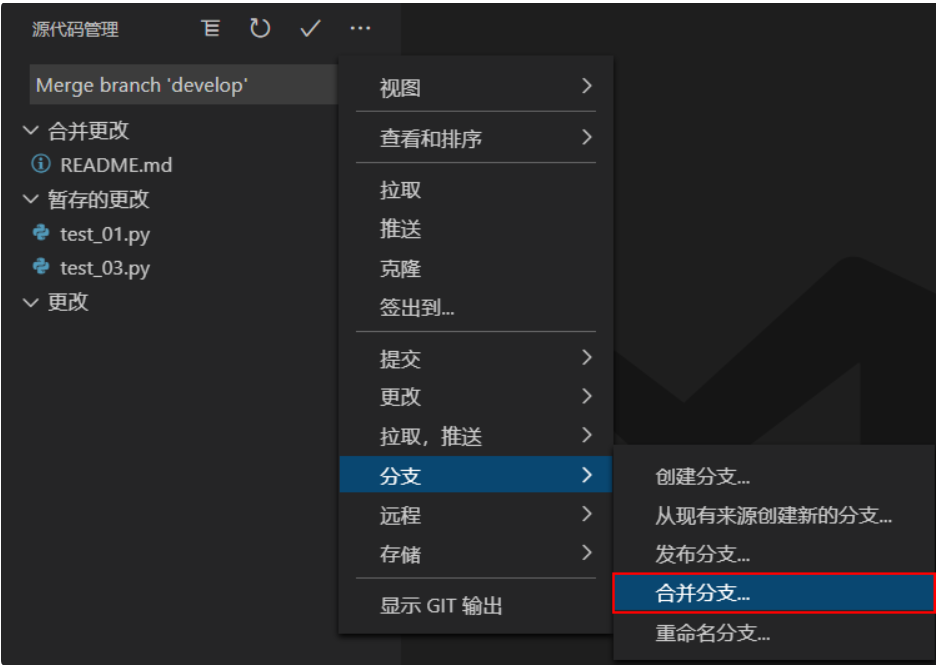 源代码管理
Merge branch 'develop'
合并更改
README.md
暂存的更改
test_01.py
test_03.py
更改
视图
查看和排序
拉取
推送
克隆
签出到...
提交
更改
拉取，推送
分支
远程
存储
显示 GIT 输出
创建分支...
从现有来源创建新的分支...
发布分支...
合并分支...
重命名分支...